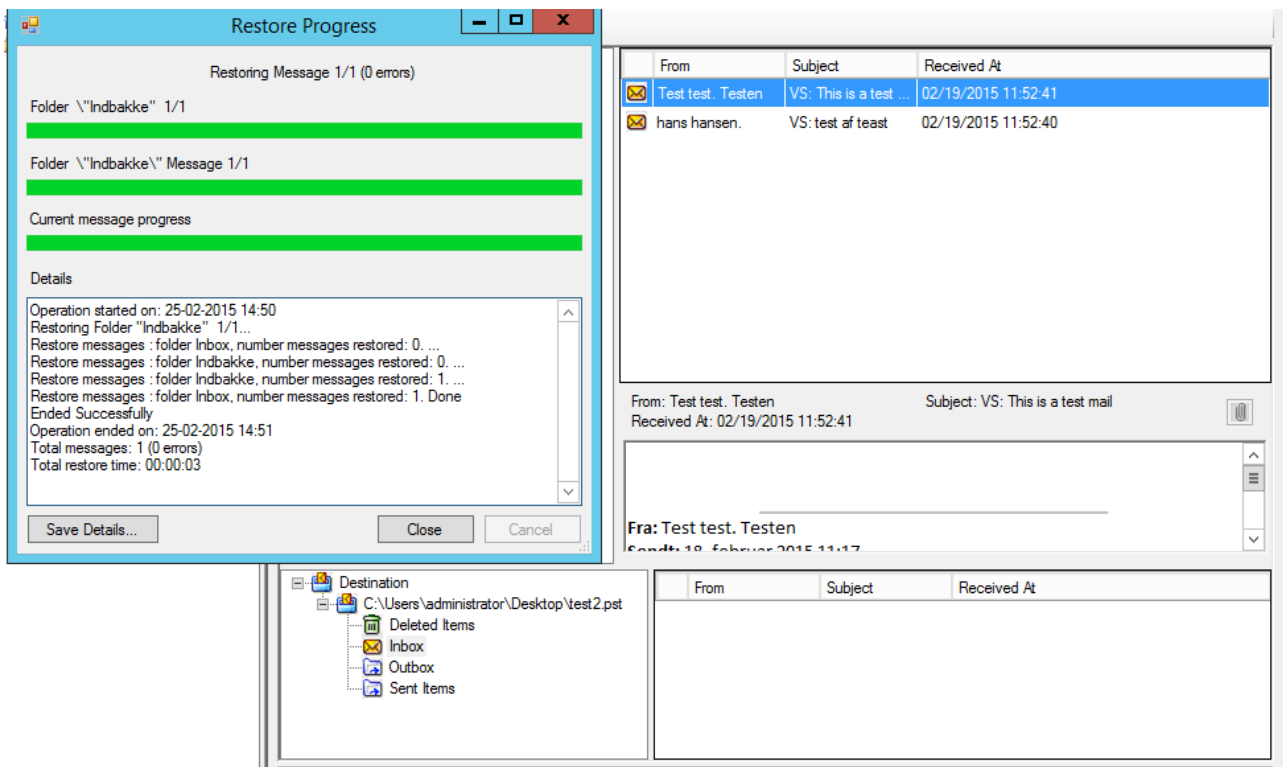 Restore Progress
Restoring Message 1/1 (0 errors)
Folder \"Indbakke" 1/1
Folder \"Indbakke\" Message 1/1
Current message progress
Details
Operation started on: 25-02-2015 14:50
Restoring Folder "Indbakke" 1/1...
Restore messages : folder Inbox, number messages restored: 0. ...
Restore messages : folder Indbakke, number messages restored: 0. ...
Restore messages : folder Indbakke, number messages restored: 1. ...
Restore messages : folder Inbox, number messages restored: 1. Done
Ended Successfully
Operation ended on: 25-02-2015 14:51
Total messages: 1 (0 errors)
Total restore time: 00:00:03
Save Details...
Close
Cancel
From Subject Received At
Test test. Testen VS: This is a test ... 02/19/2015 11:52:41
hans hansen. VS: test af teast 02/19/2015 11:52:40
From: Test test. Testen Subject: VS: This is a test mail
Received At: 02/19/2015 11:52:41
Fra: Test test. Testen
Sendt: 18. februar 2015 11:17
Destination
C:\Users\administrator\Desktop\test2.pst
Deleted Items
Inbox
Outbox
Sent Items
From Subject Received At